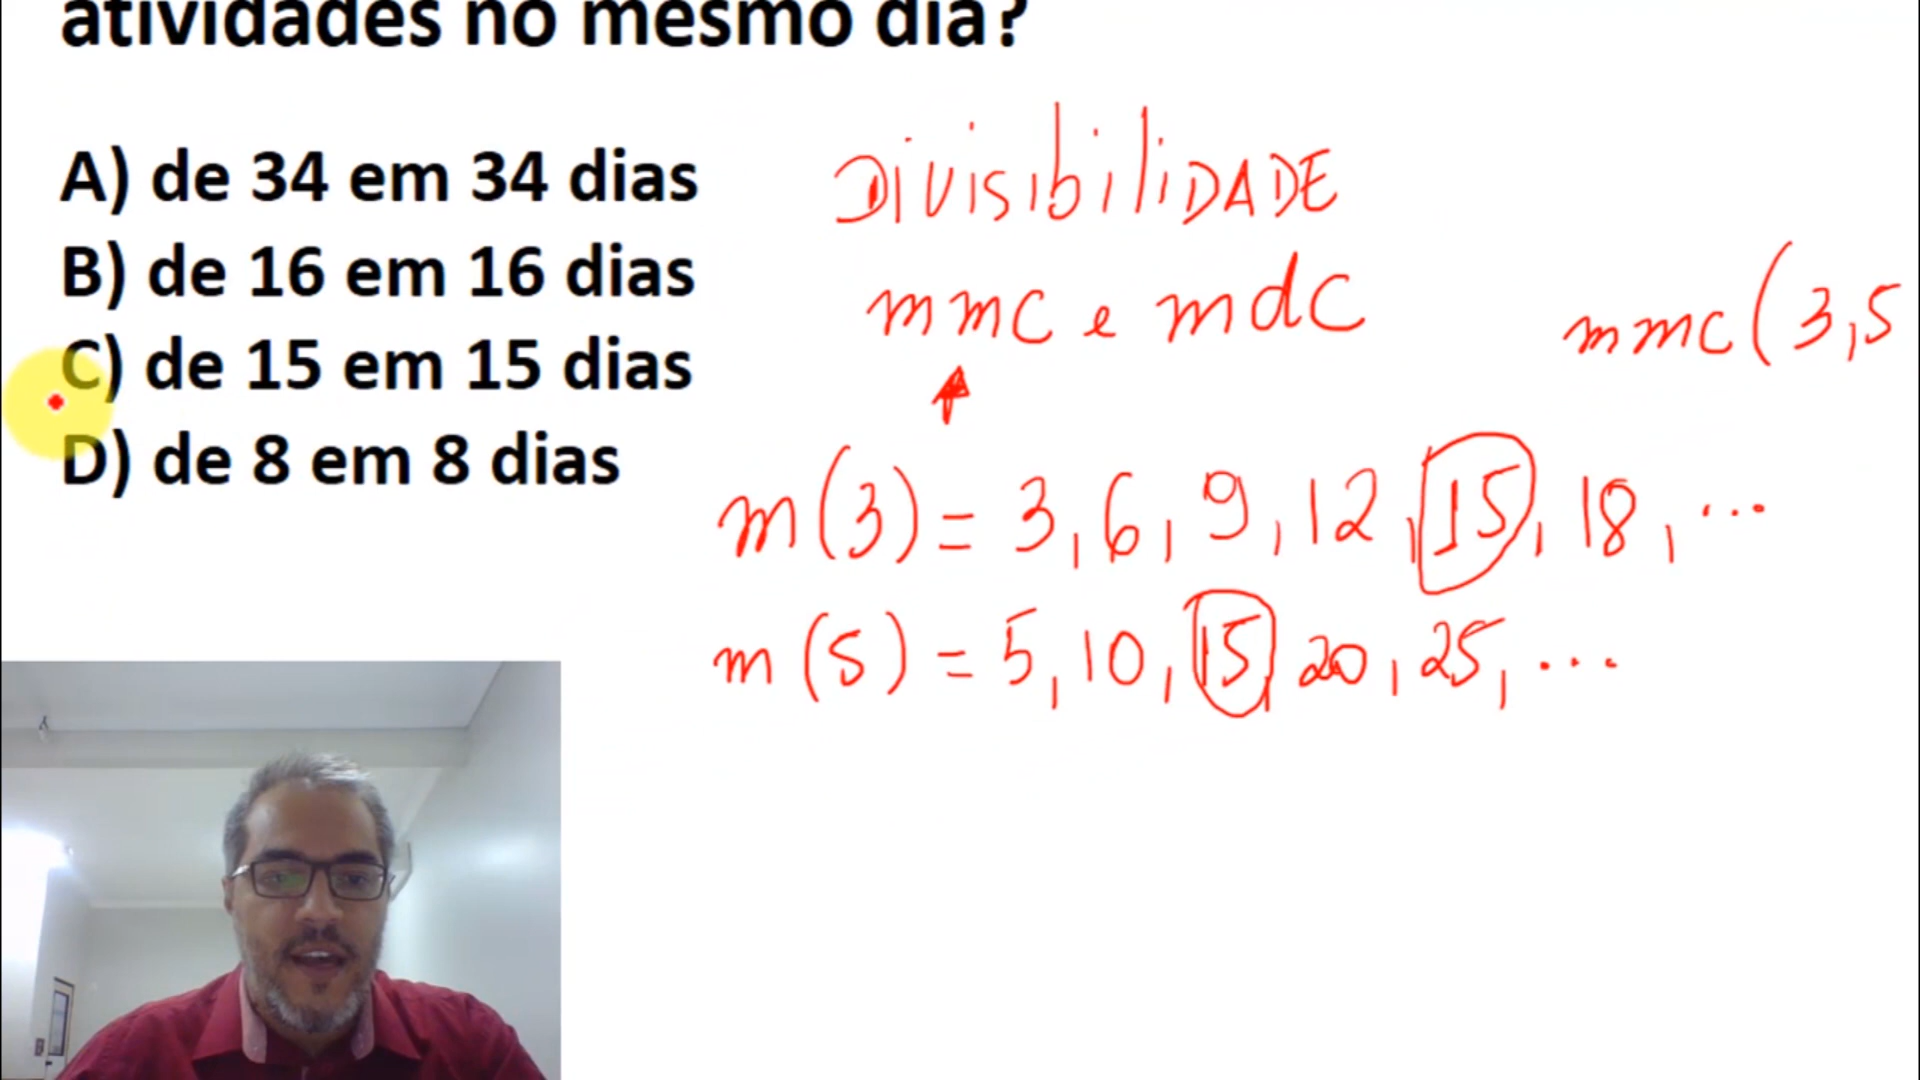 atividades no mesmo dia?
A) de 34 em 34 dias
B) de 16 em 16 dias
C) de 15 em 15 dias
D) de 8 em 8 dias
DIVISIBILIDADE
mmc e mdc
mmc(3,5
m(3) = 3, 6, 9, 12, 15, 18, ...
m(5) = 5, 10, 15, 20, 25, ...